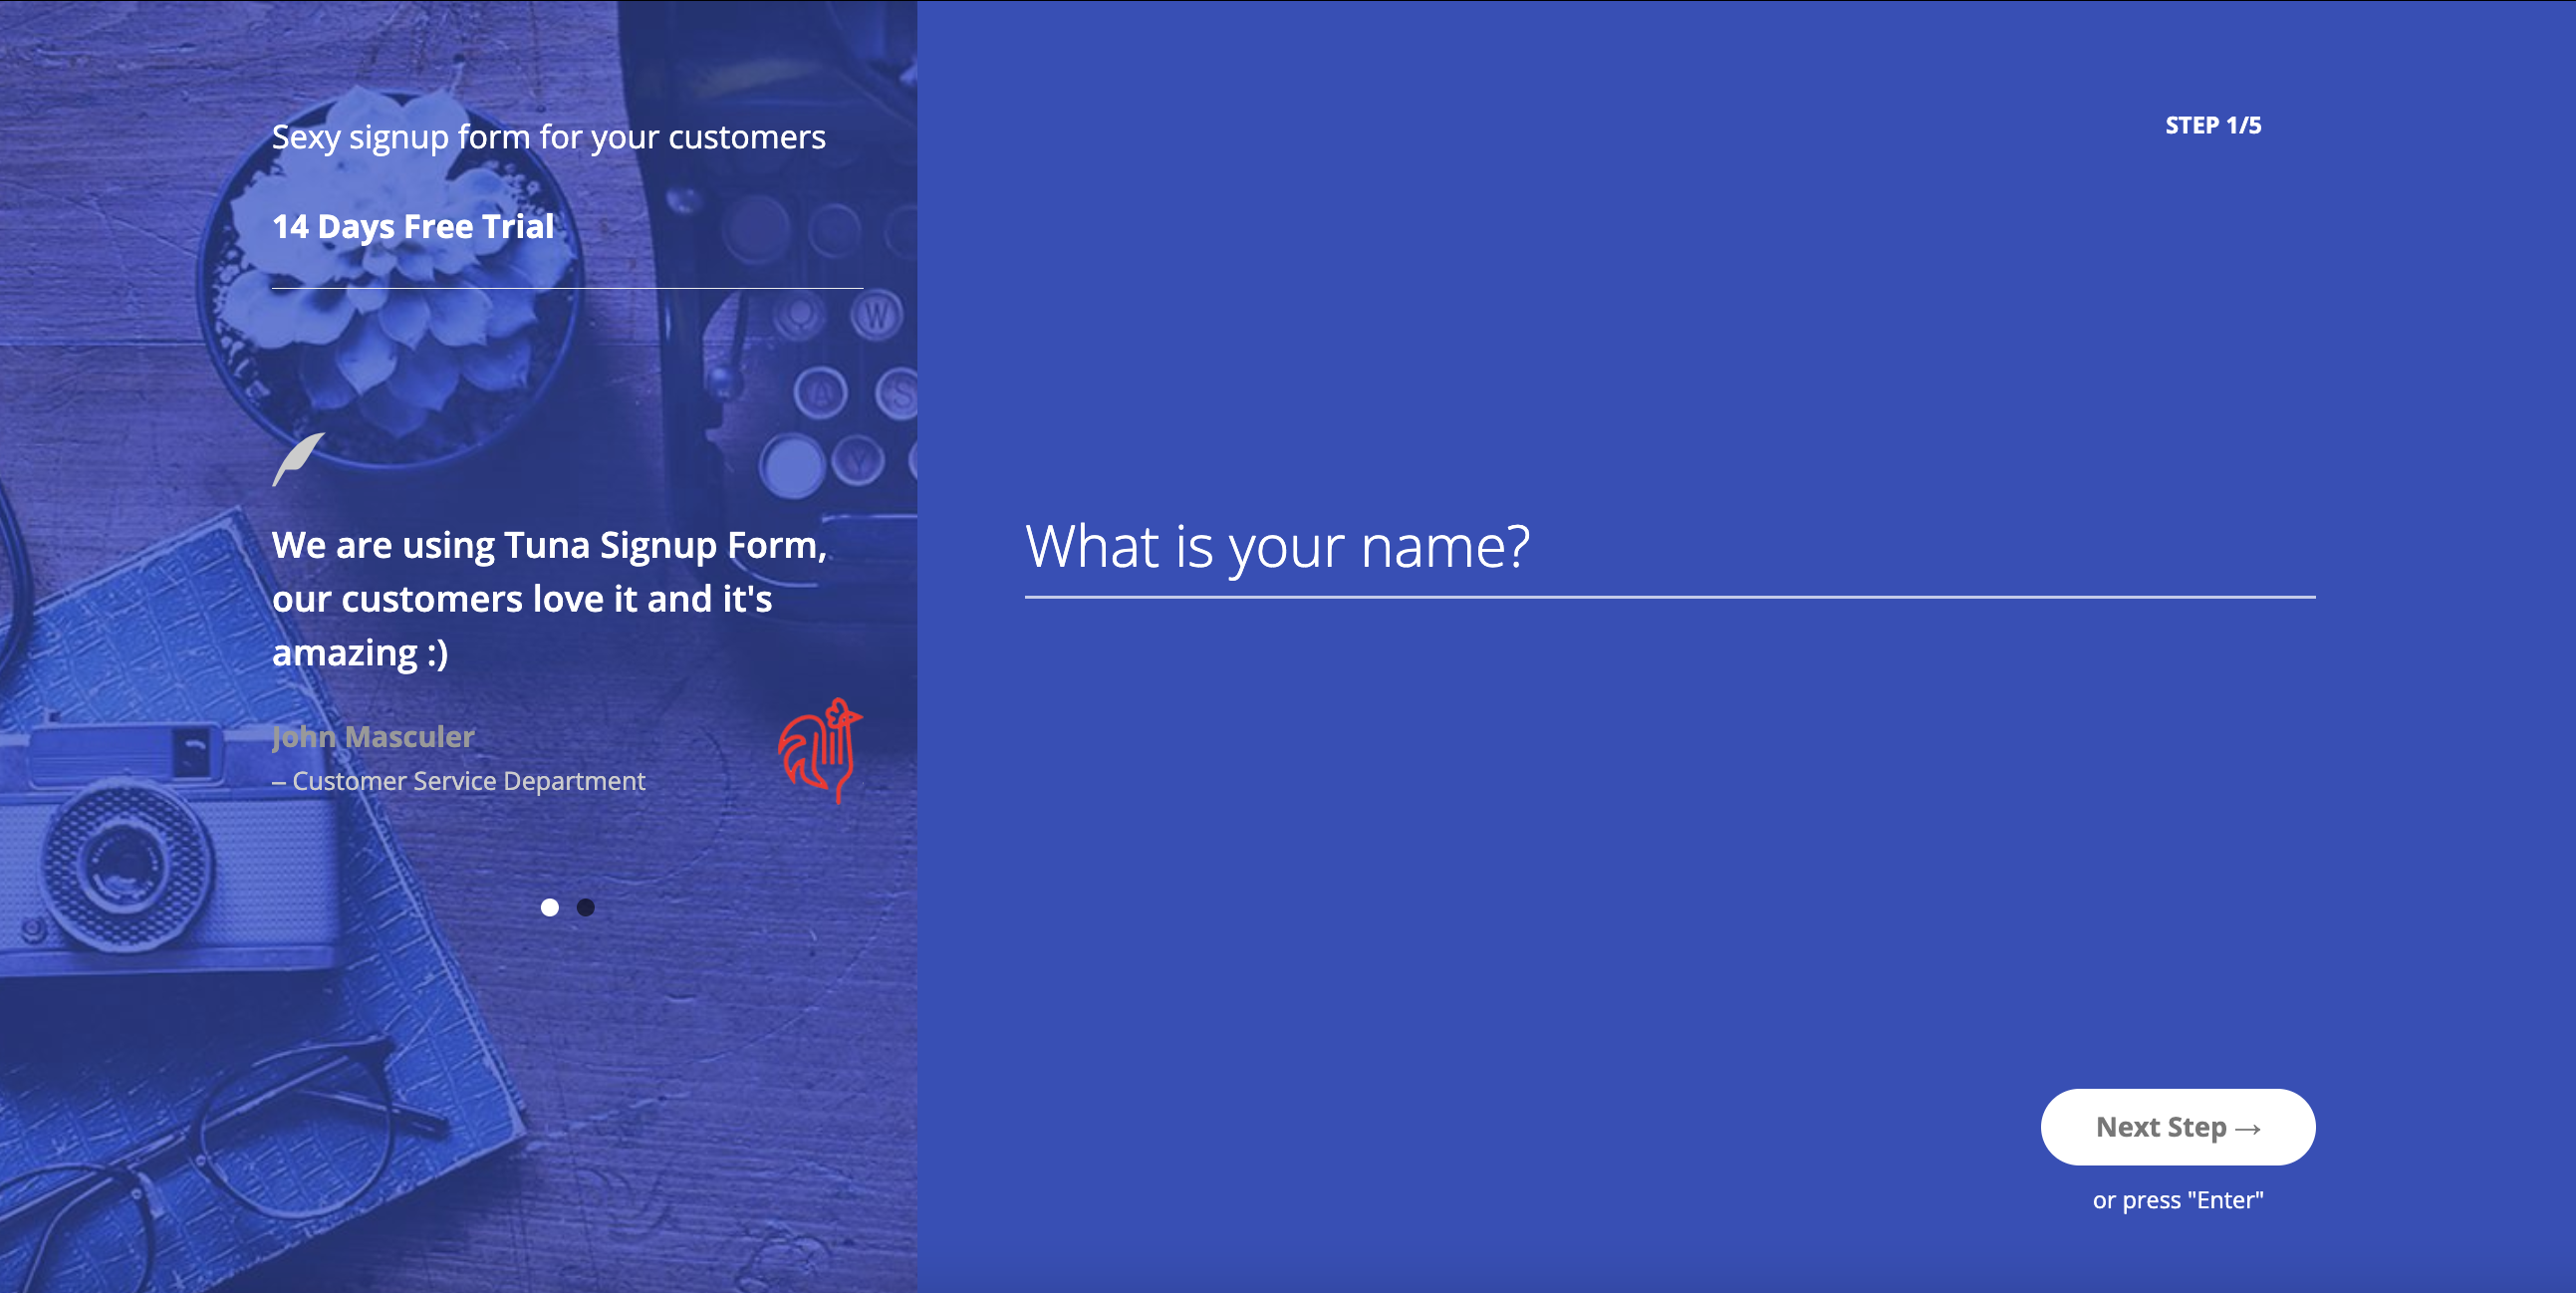 Sexy signup form for your customers
14 Days Free Trial
Q W
A S
Y
We are using Tuna Signup Form,
our customers love it and it's
amazing :)
John Masculer
– Customer Service Department
STEP 1/5
What is your name?
Next Step →
or press "Enter"